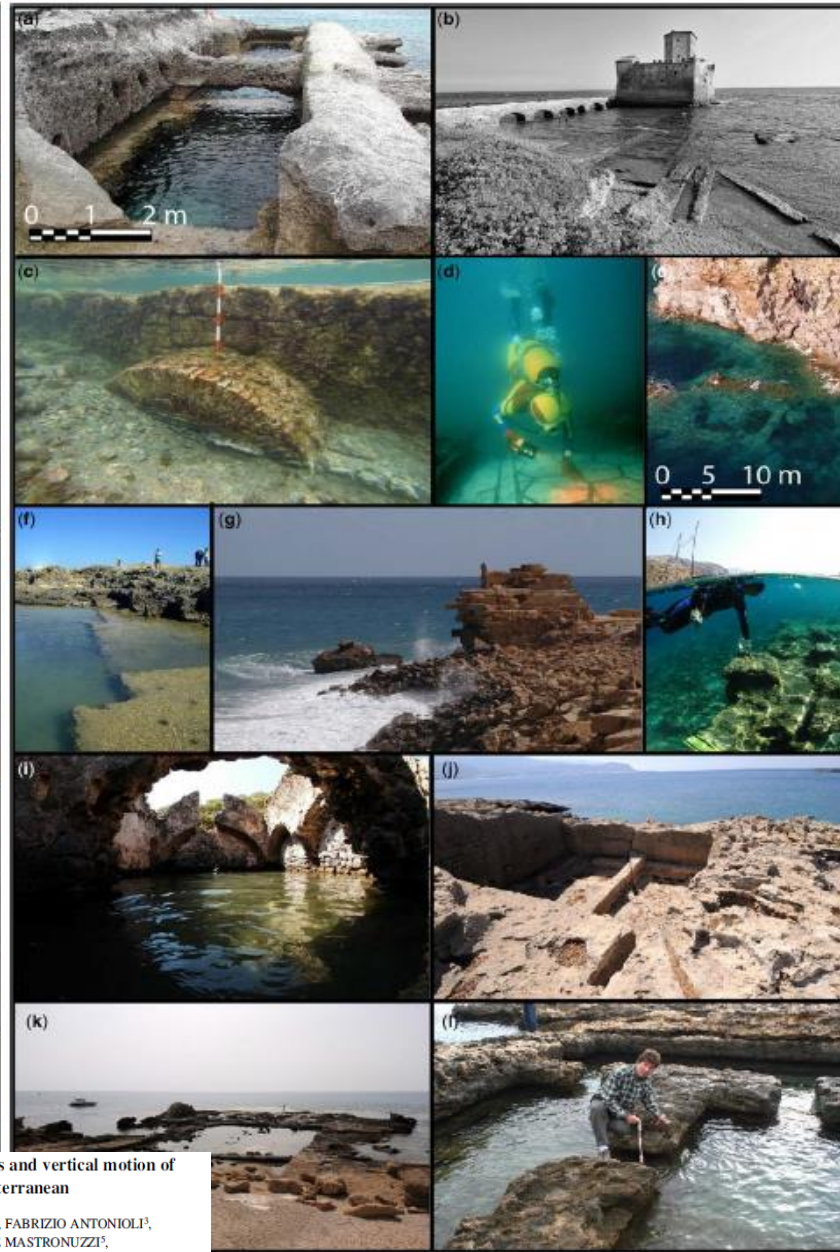 (a)
(b)
0 1 2 m
(c)
(d)
0 5 10 m
(f)
(g)
(h)
(i)
(j)
(k)
(l)
s and vertical motion of
terranean
, FABRIZIO ANTONIOLI³,
E MASTRONUZZI⁵,